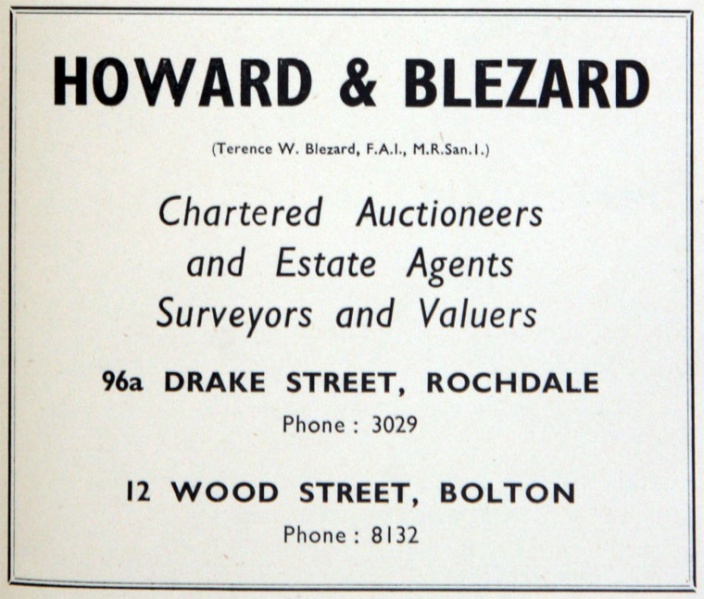 HOWARD & BLEZARD
(Terence W. Blezard, F.A.I., M.R.San.I.)
Chartered Auctioneers
and Estate Agents
Surveyors and Valuers
96a DRAKE STREET, ROCHDALE
Phone : 3029
12 WOOD STREET, BOLTON
Phone : 8132